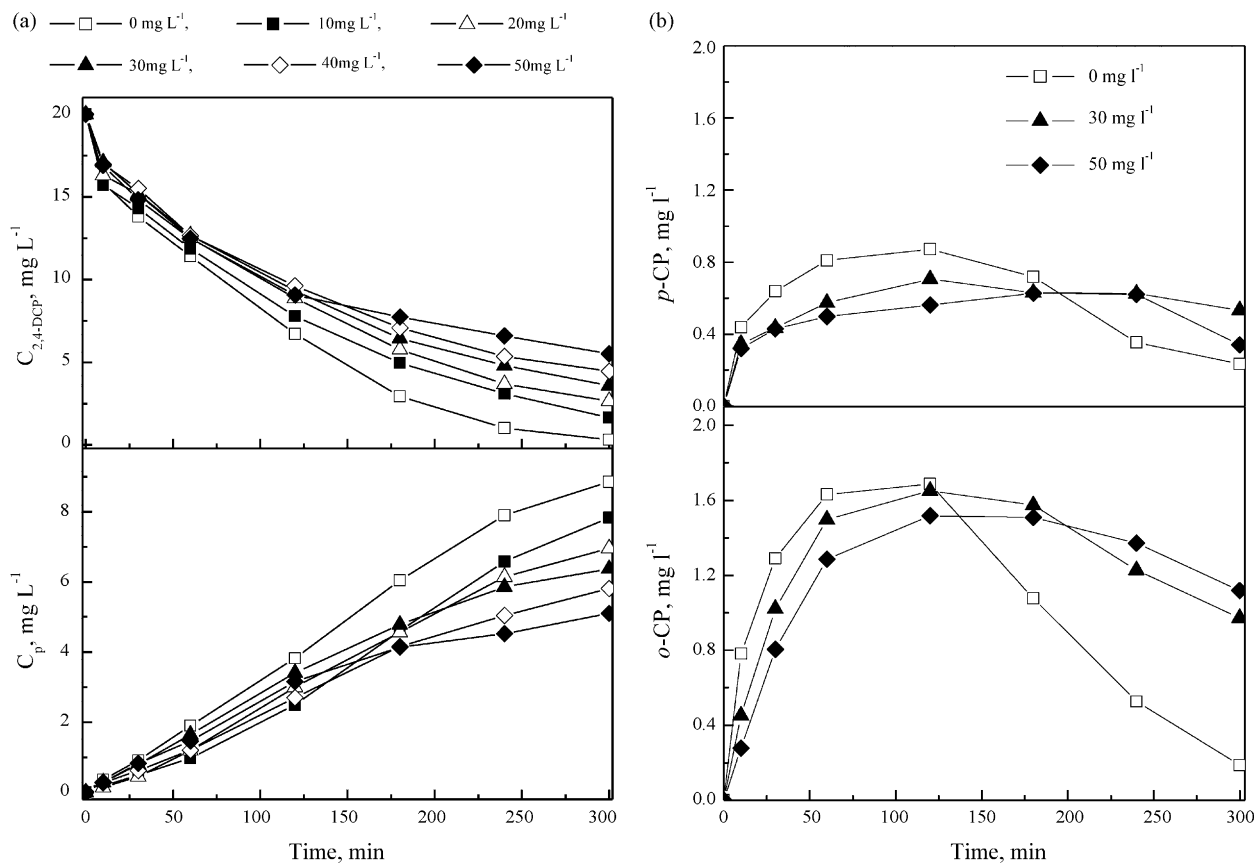 (a)
0 mg L⁻¹, 10mg L⁻¹, 20mg L⁻¹
30mg L⁻¹, 40mg L⁻¹, 50mg L⁻¹
20
15
10
5
0
C₂,₄₋DCP, mg L⁻¹
8
6
4
2
0
Cₚ, mg L⁻¹
0 50 100 150 200 250 300
Time, min
(b)
0 mg l⁻¹
30 mg l⁻¹
50 mg l⁻¹
2.0
1.6
1.2
0.8
0.4
0.0
p-CP, mg l⁻¹
2.0
1.6
1.2
0.8
0.4
0.0
o-CP, mg l⁻¹
0 50 100 150 200 250 300
Time, min